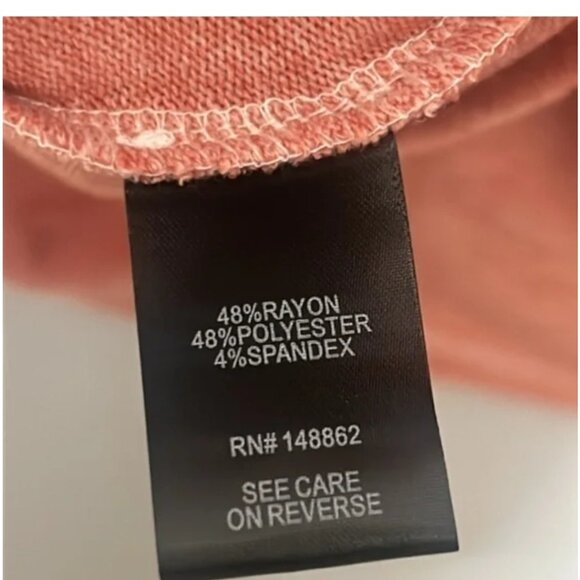 48%RAYON
48%POLYESTER
4%SPANDEX
RN# 148862
SEE CARE
ON REVERSE